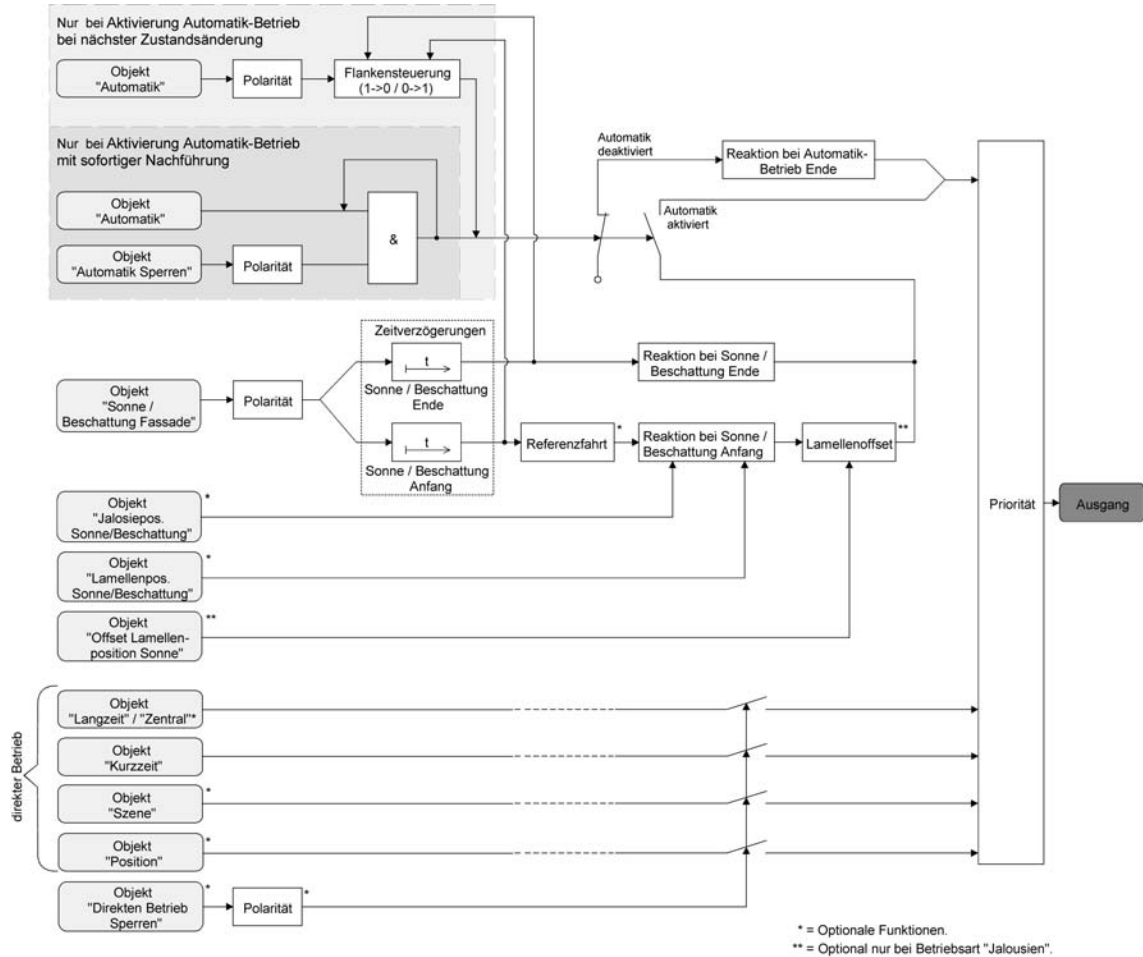 Nur bei Aktivierung Automatik-Betrieb
bei nächster Zustandsänderung
Objekt
"Automatik"
Polarität
Flankensteuerung
(1->0 / 0->1)
Nur bei Aktivierung Automatik-Betrieb
mit sofortiger Nachführung
Objekt
"Automatik"
Objekt
"Automatik Sperren"
Polarität
&
Automatik
deaktiviert
Reaktion bei Automatik-
Betrieb Ende
Automatik
aktiviert
Zeitverzögerungen
t
Sonne / Beschattung
Ende
Reaktion bei Sonne /
Beschattung Ende
Objekt
"Sonne /
Beschattung Fassade"
Polarität
t
Sonne / Beschattung
Anfang
Referenzfahrt
*
Reaktion bei Sonne /
Beschattung Anfang
Lamellenoffset
**
Objekt
"Jalosiepos.
Sonne/Beschattung"
*
Objekt
"Lamellenpos.
Sonne/Beschattung"
*
Objekt
"Offset Lamellen-
position Sonne"
**
Priorität
Ausgang
direkter Betrieb
Objekt
"Langzeit" / "Zentral"*
Objekt
"Kurzzeit"
Objekt
"Szene"
*
Objekt
"Position"
*
Objekt
"Direkten Betrieb
Sperren"
*
Polarität
*
* = Optionale Funktionen.
** = Optional nur bei Betriebsart "Jalousien".